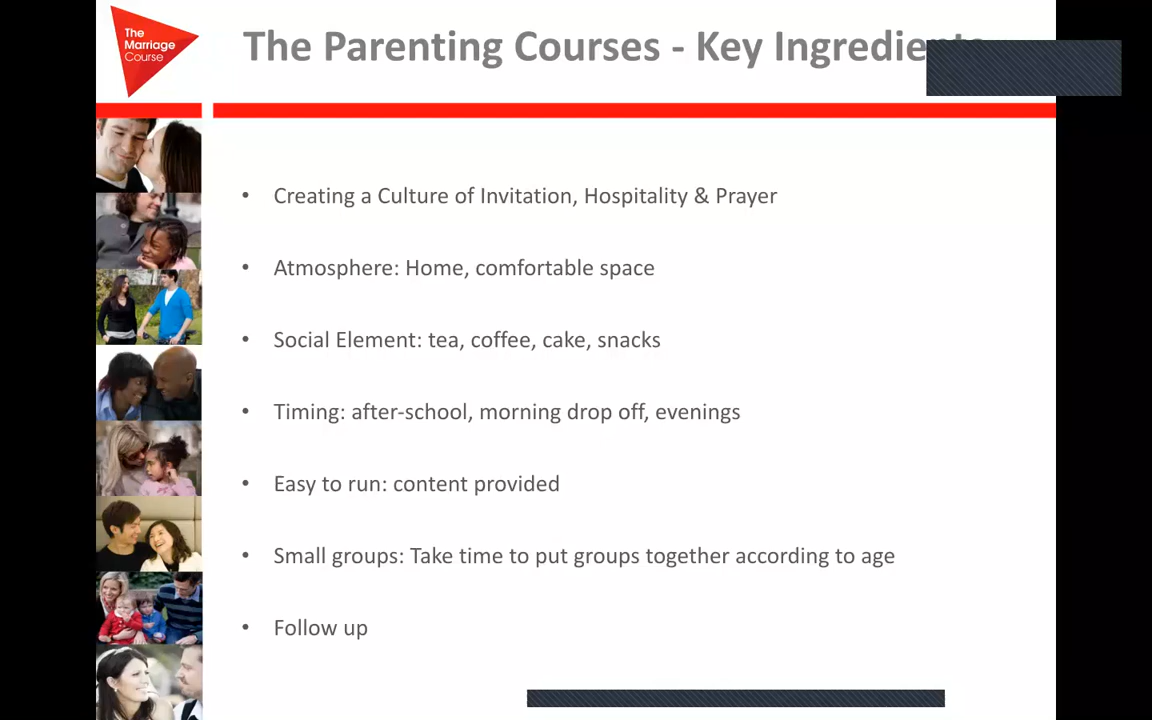 The
Marriage
Course
The Parenting Courses - Key Ingredients
• Creating a Culture of Invitation, Hospitality & Prayer
• Atmosphere: Home, comfortable space
• Social Element: tea, coffee, cake, snacks
• Timing: after-school, morning drop off, evenings
• Easy to run: content provided
• Small groups: Take time to put groups together according to age
• Follow up